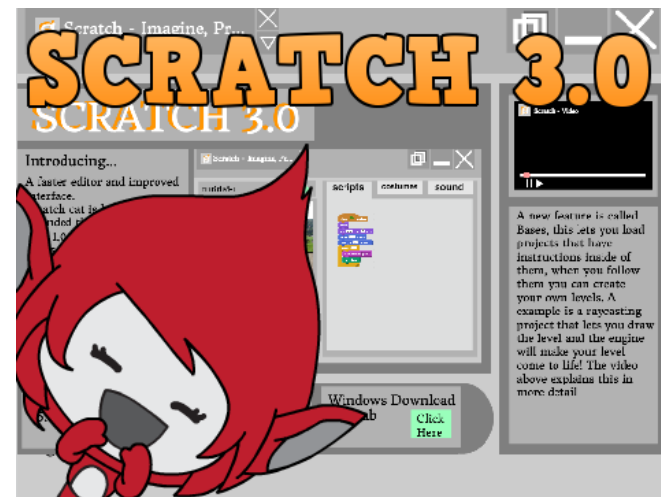 Scratch - Imagine, Pr...
SCRATCH 3.0
SCRATCH 3.0
Introducing...
A faster editor and improved
interface.
Scratch - Imagine, Pr...
scripts costumes sound
Windows Download
Click
Here
Scratch - Video
A new feature is called
Bases, this lets you load
projects that have
instructions inside of
them, when you follow
them you can create
your own levels. A
example is a raycasting
project that lets you draw
the level and the engine
will make your level
come to life! The video
above explains this in
more detail